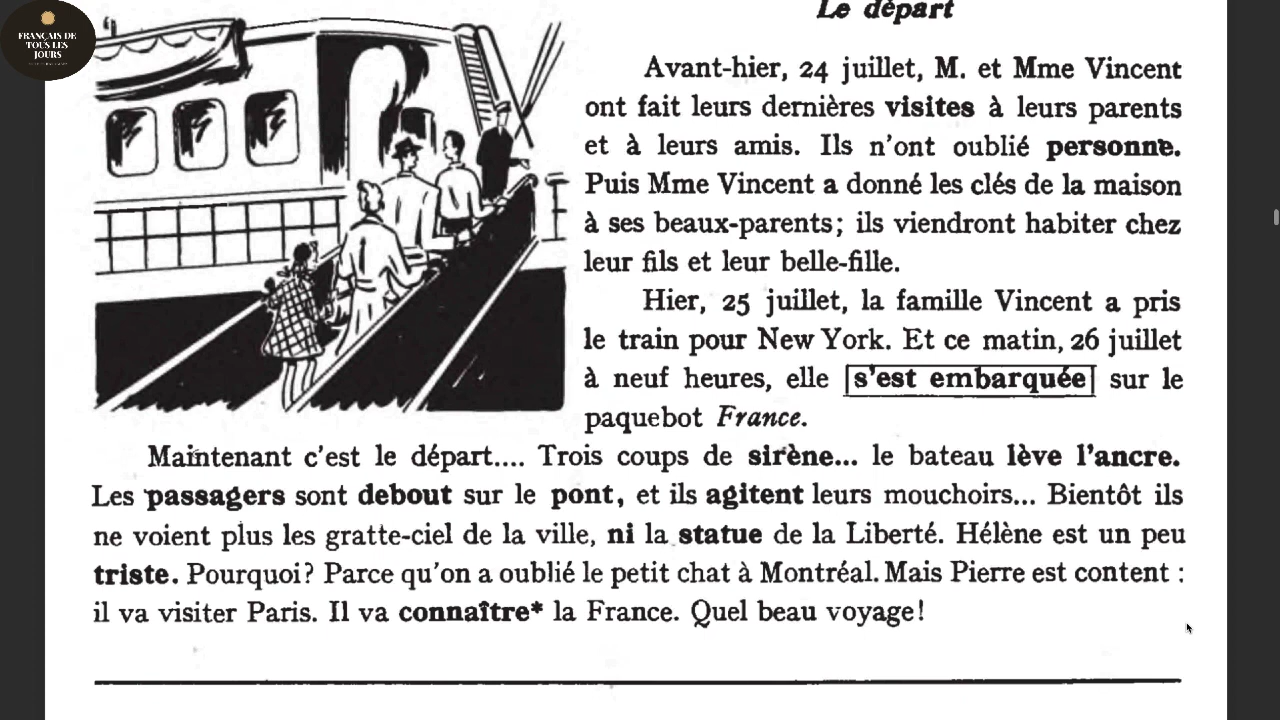 FRANÇAIS DE
TOUS LES
JOURS
Le départ
Avant-hier, 24 juillet, M. et Mme Vincent
ont fait leurs dernières visites à leurs parents
et à leurs amis. Ils n'ont oublié personne.
Puis Mme Vincent a donné les clés de la maison
à ses beaux-parents; ils viendront habiter chez
leur fils et leur belle-fille.
Hier, 25 juillet, la famille Vincent a pris
le train pour New York. Et ce matin, 26 juillet
à neuf heures, elle s'est embarquée sur le
paquebot France.
Maintenant c'est le départ.... Trois coups de sirène... le bateau lève l'ancre.
Les passagers sont debout sur le pont, et ils agitent leurs mouchoirs... Bientôt ils
ne voient plus les gratte-ciel de la ville, ni la statue de la Liberté. Hélène est un peu
triste. Pourquoi? Parce qu'on a oublié le petit chat à Montréal. Mais Pierre est content :
il va visiter Paris. Il va connaître* la France. Quel beau voyage!